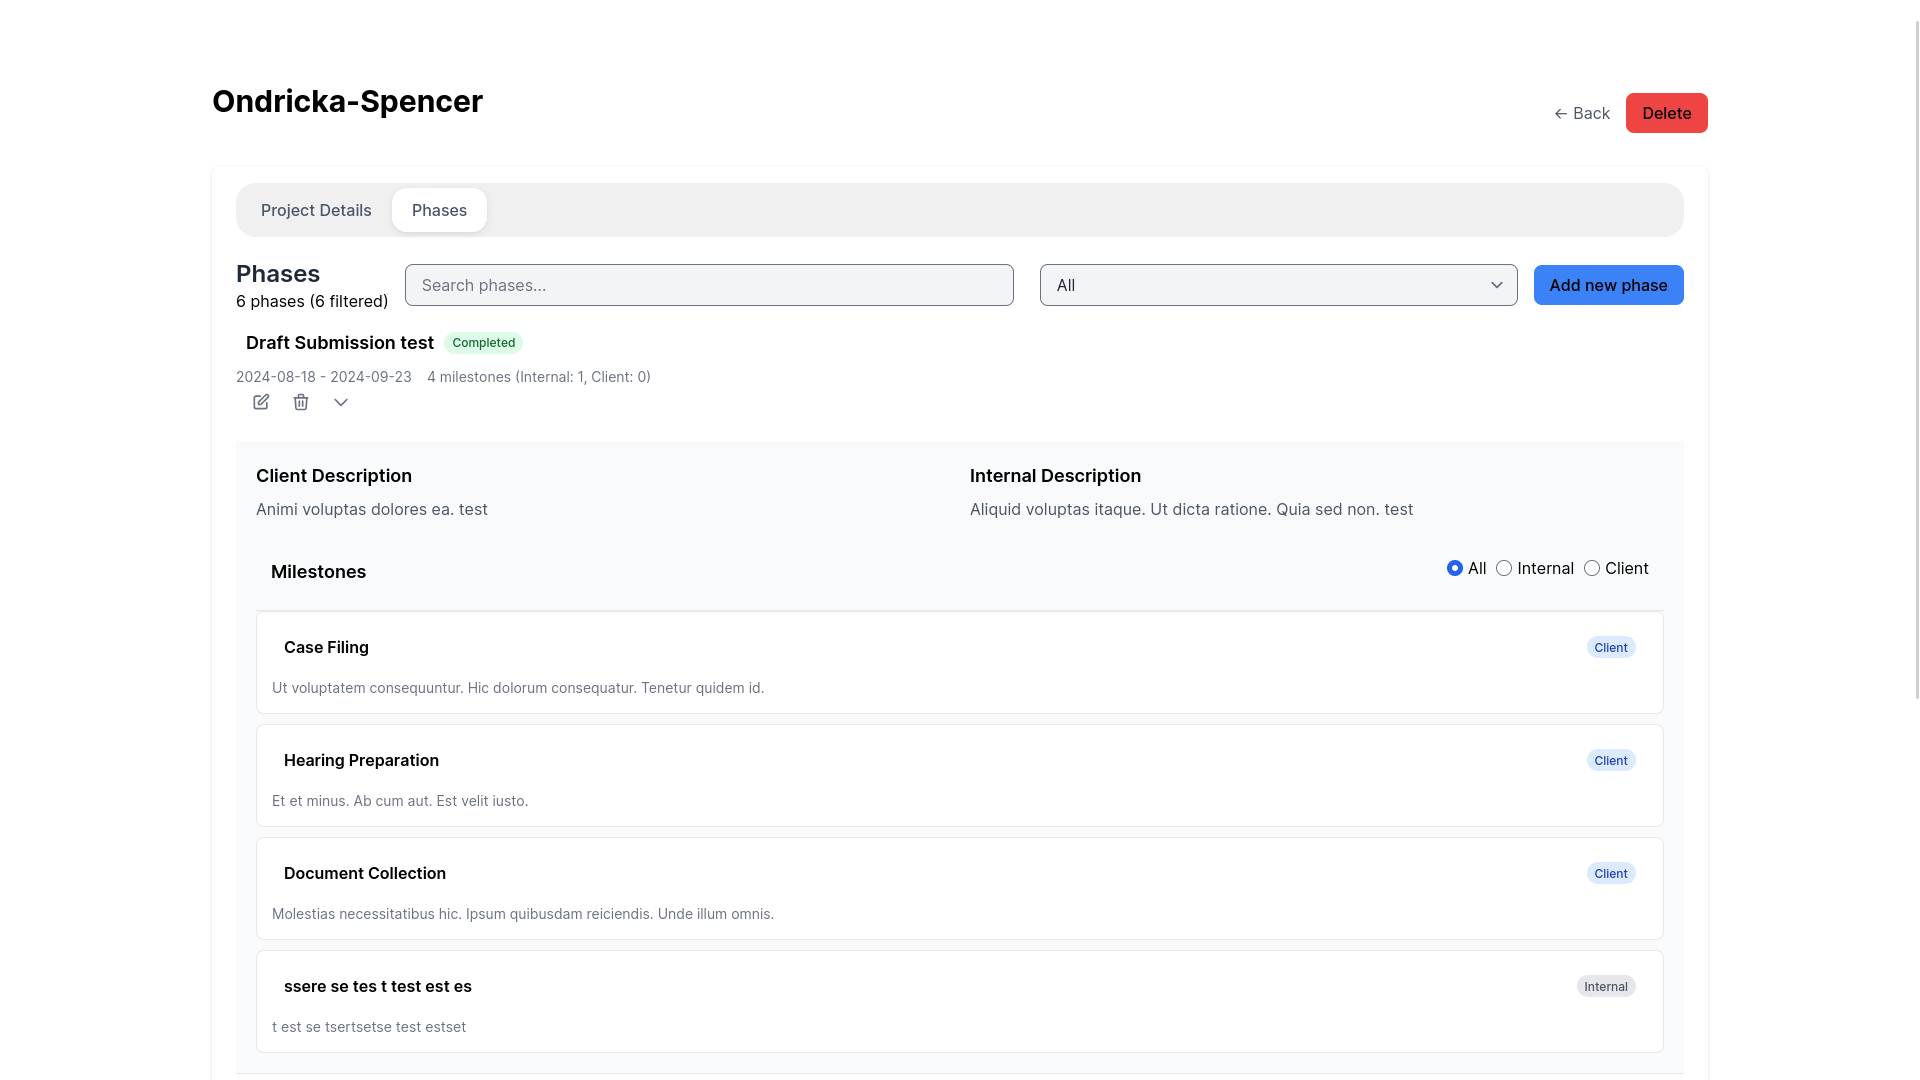 Ondricka-Spencer
← Back
Delete
Project Details
Phases
Phases
6 phases (6 filtered)
Search phases...
All
Add new phase
Draft Submission test
Completed
2024-08-18 - 2024-09-23
4 milestones (Internal: 1, Client: 0)
Client Description
Animi voluptas dolores ea. test
Internal Description
Aliquid voluptas itaque. Ut dicta ratione. Quia sed non. test
Milestones
All
Internal
Client
Case Filing
Client
Ut voluptatem consequuntur. Hic dolorum consequatur. Tenetur quidem id.
Hearing Preparation
Client
Et et minus. Ab cum aut. Est velit iusto.
Document Collection
Client
Molestias necessitatibus hic. Ipsum quibusdam reiciendis. Unde illum omnis.
ssere se tes t test est es
Internal
t est se tsertsetse test estset